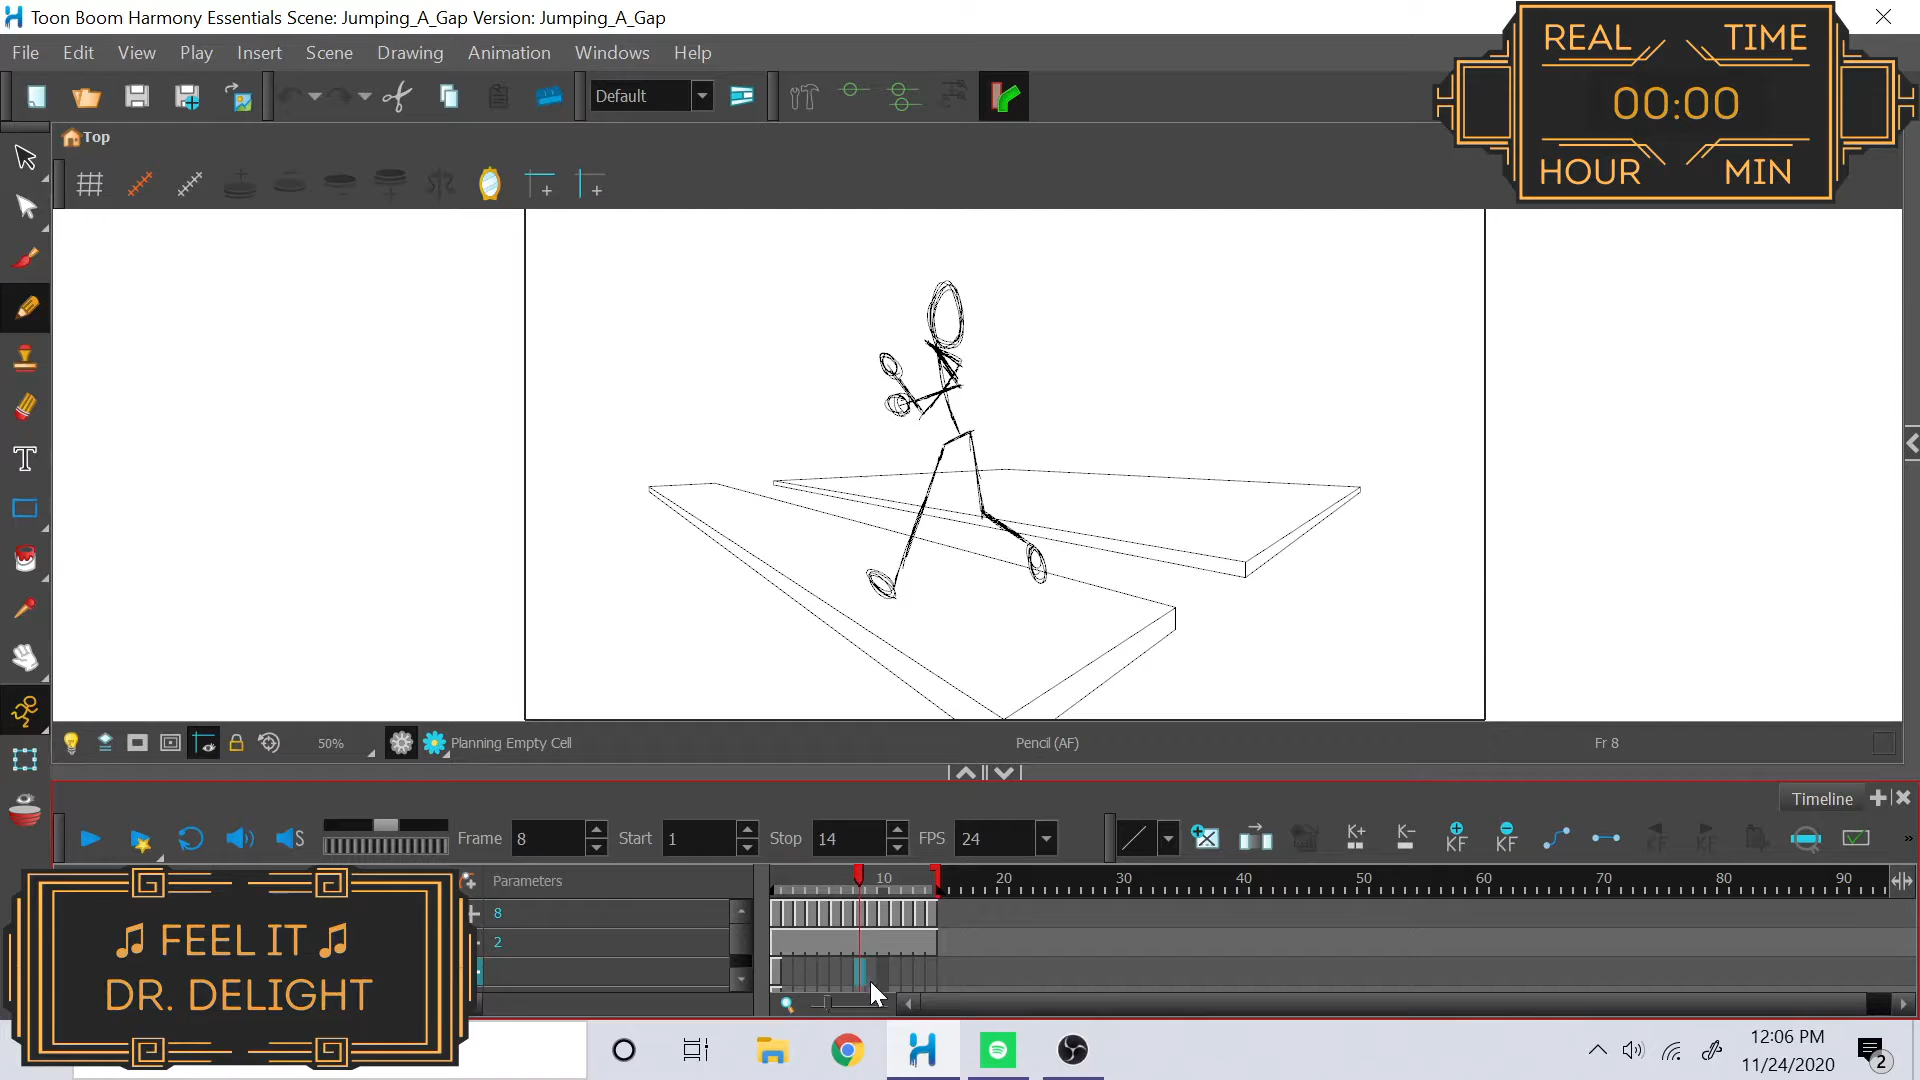 Toon Boom Harmony Essentials Scene: Jumping_A_Gap Version: Jumping_A_Gap
File Edit View Play Insert Scene Drawing Animation Windows Help
REAL TIME
00:00
HOUR MIN
Default
Top
50%
Planning Empty Cell
Pencil (AF)
Fr 8
Timeline
Frame 8 Start 1 Stop 14 FPS 24
K+ K- KF KF
Parameters
10 20 30 40 50 60 70 80 90
8
2
♫ FEEL IT ♫
DR. DELIGHT
12:06 PM
11/24/2020
2